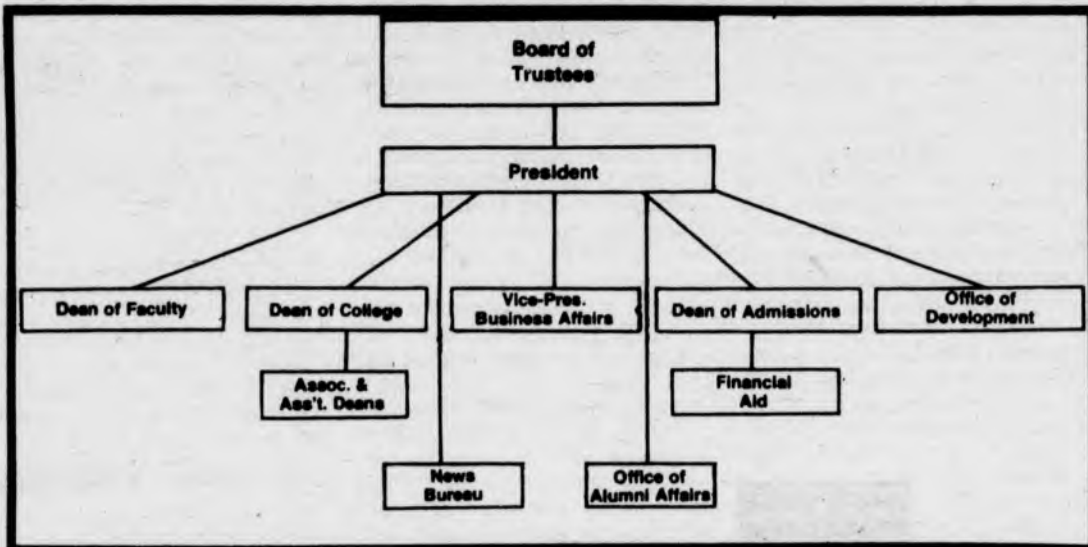 Board of
Trustees
President
Dean of Faculty
Dean of College
Vice-Pres.
Business Affairs
Dean of Admissions
Office of
Development
Assoc. &
Ass't. Deans
Financial
Aid
News
Bureau
Office of
Alumni Affairs